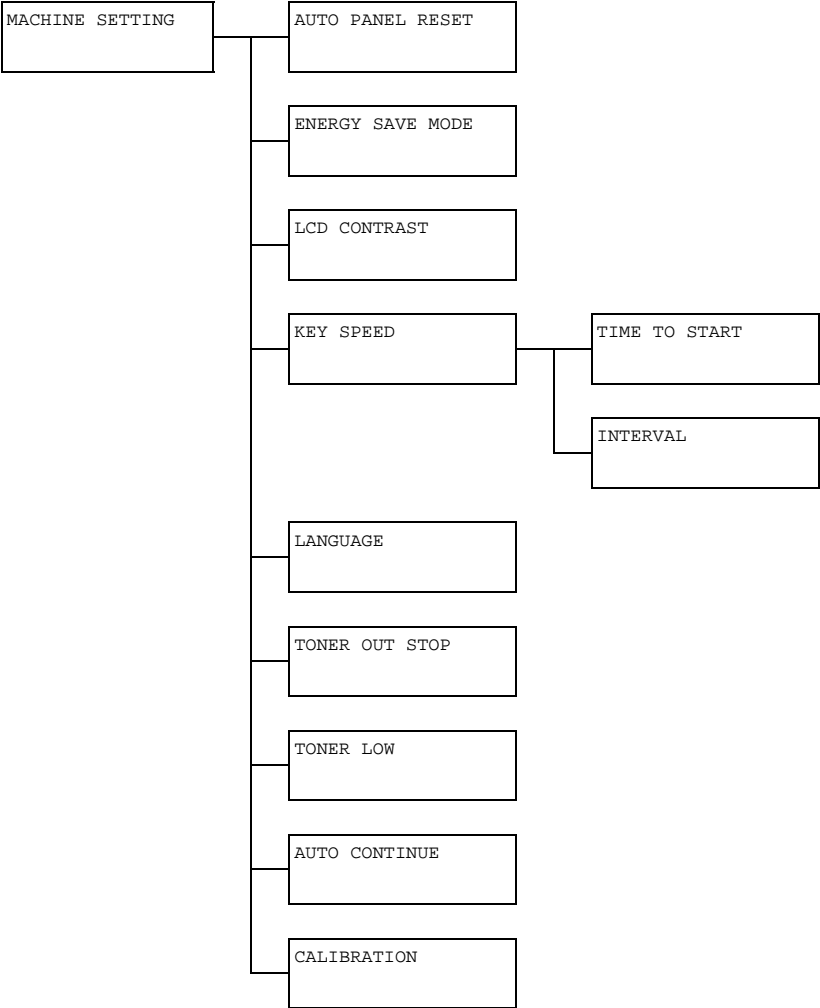 MACHINE SETTING
AUTO PANEL RESET
ENERGY SAVE MODE
LCD CONTRAST
KEY SPEED
TIME TO START
INTERVAL
LANGUAGE
TONER OUT STOP
TONER LOW
AUTO CONTINUE
CALIBRATION